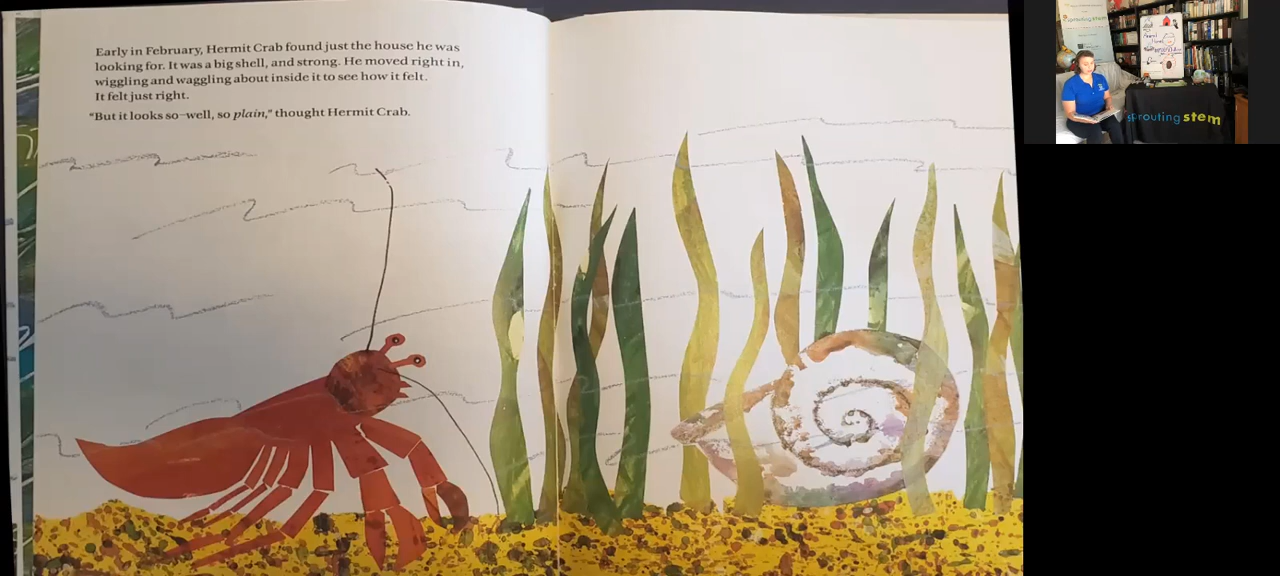 Early in February, Hermit Crab found just the house he was
looking for. It was a big shell, and strong. He moved right in,
wiggling and waggling about inside it to see how it felt.
It felt just right.
"But it looks so—well, so plain," thought Hermit Crab.
sprouting stem
sprouting stem